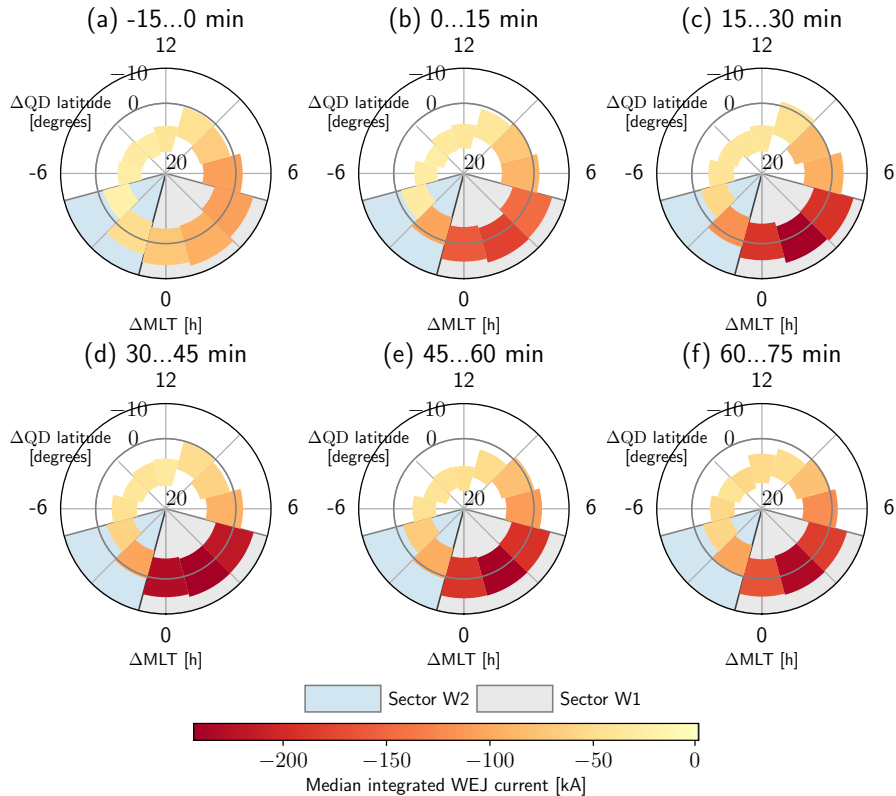 (a) -15...0 min
(b) 0...15 min
(c) 15...30 min
12
12
12
−10
−10
−10
ΔQD latitude
[degrees]
0
ΔQD latitude
[degrees]
0
ΔQD latitude
[degrees]
0
20
20
20
-6
6
-6
6
-6
6
0
0
0
ΔMLT [h]
ΔMLT [h]
ΔMLT [h]
(d) 30...45 min
(e) 45...60 min
(f) 60...75 min
12
12
12
−10
−10
−10
ΔQD latitude
[degrees]
0
ΔQD latitude
[degrees]
0
ΔQD latitude
[degrees]
0
20
20
20
-6
6
-6
6
-6
6
0
0
0
ΔMLT [h]
ΔMLT [h]
ΔMLT [h]
Sector W2
Sector W1
−200
−150
−100
−50
0
Median integrated WEJ current [kA]